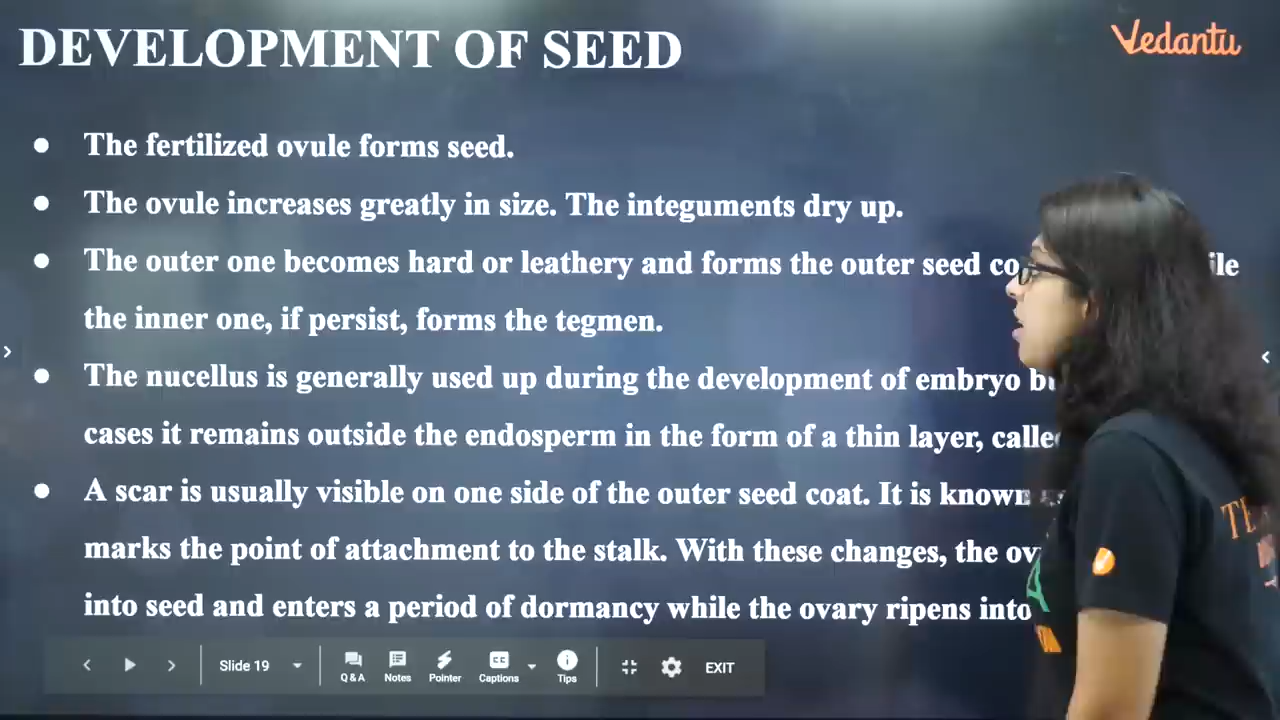 DEVELOPMENT OF SEED
Vedantu
● The fertilized ovule forms seed.
● The ovule increases greatly in size. The integuments dry up.
● The outer one becomes hard or leathery and forms the outer seed
the inner one, if persist, forms the tegmen.
● The nucellus is generally used up during the development of embryo
cases it remains outside the endosperm in the form of a thin layer,
● A scar is usually visible on one side of the outer seed coat. It is known
marks the point of attachment to the stalk. With these changes, the
into seed and enters a period of dormancy while the ovary ripens into
Slide 19
Q&A
Notes
Pointer
CC
Captions
Tips
EXIT